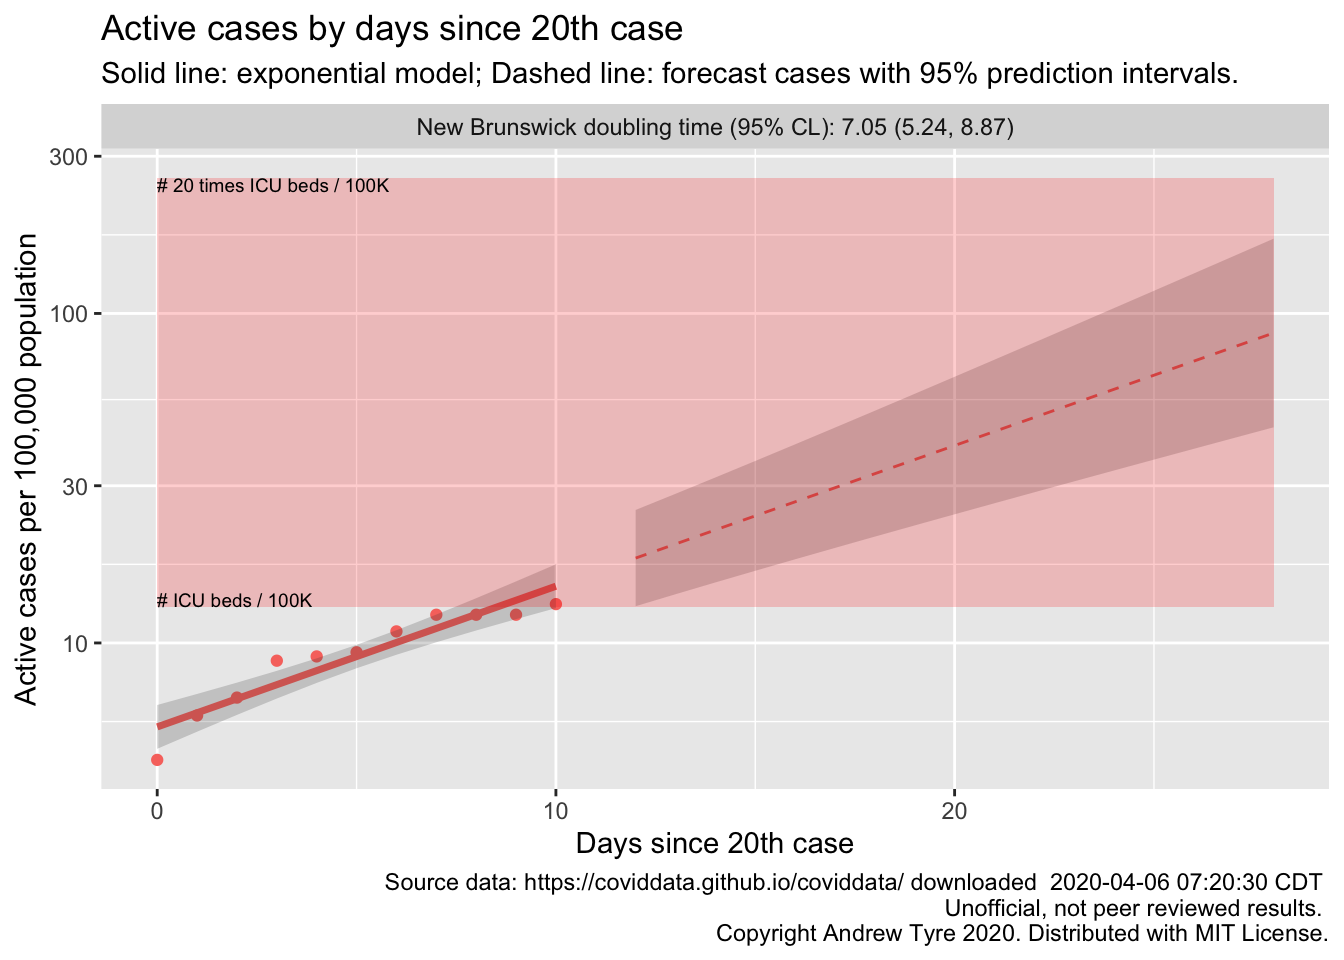 Active cases by days since 20th case
Solid line: exponential model; Dashed line: forecast cases with 95% prediction intervals.
New Brunswick doubling time (95% CL): 7.05 (5.24, 8.87)
300
# 20 times ICU beds / 100K
100
30
# ICU beds / 100K
10
Active cases per 100,000 population
0
10
20
Days since 20th case
Source data: https://coviddata.github.io/coviddata/ downloaded  2020-04-06 07:20:30 CDT
Unofficial, not peer reviewed results.
Copyright Andrew Tyre 2020. Distributed with MIT License.